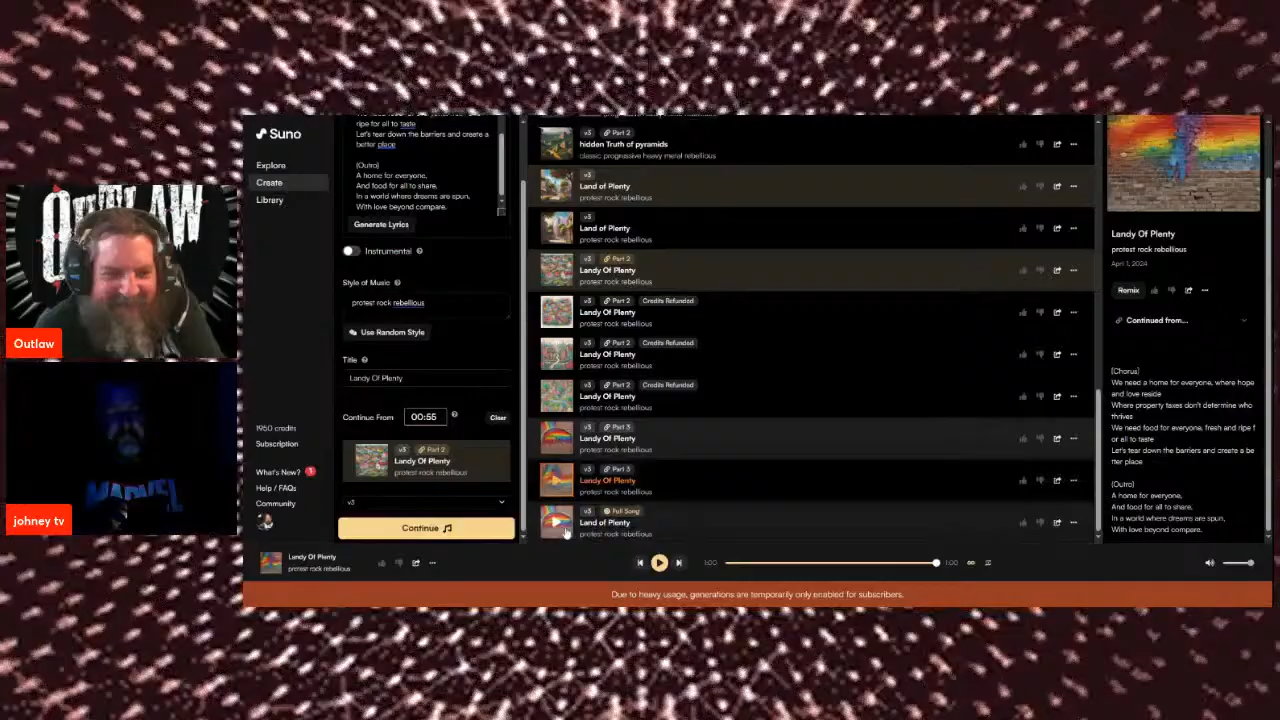 OUTLAW
Outlaw
MARVEL
johney tv
Suno
Explore
Create
Library
1950 credits
Subscription
What's New?
Help / FAQs
Community
ripe for all to taste
Let's tear down the barriers and create a
better place
(Outro)
A home for everyone,
And food for all to share,
In a world where dreams are spun,
With love beyond compare.
Generate Lyrics
Instrumental
Style of Music
protest rock rebellious
Use Random Style
Title
Landy Of Plenty
Continue From
00:55
Clear
v3 Part 2
Landy Of Plenty
protest rock rebellious
v3
Continue
v3 Part 2
hidden Truth of pyramids
classic progressive heavy metal rebellious
v3
Land of Plenty
protest rock rebellious
v3
Land of Plenty
protest rock rebellious
v3 Part 2
Landy Of Plenty
protest rock rebellious
v3 Part 2 Credits Refunded
Landy Of Plenty
protest rock rebellious
v3 Part 2 Credits Refunded
Landy Of Plenty
protest rock rebellious
v3 Part 2 Credits Refunded
Landy Of Plenty
protest rock rebellious
v3 Part 3
Landy Of Plenty
protest rock rebellious
v3 Part 3
Landy Of Plenty
protest rock rebellious
v3 Full Song
Land of Plenty
protest rock rebellious
Landy Of Plenty
protest rock rebellious
April 1, 2024
Remix
Continued from...
[Chorus]
We need a home for everyone, where hope
and love reside
Where property taxes don't determine who
thrives
We need food for everyone, fresh and ripe f
or all to taste
Let's tear down the barriers and create a be
tter place
(Outro)
A home for everyone,
And food for all to share,
In a world where dreams are spun,
With love beyond compare.
Landy Of Plenty
protest rock rebellious
1:00
1:00
Due to heavy usage, generations are temporarily only enabled for subscribers.